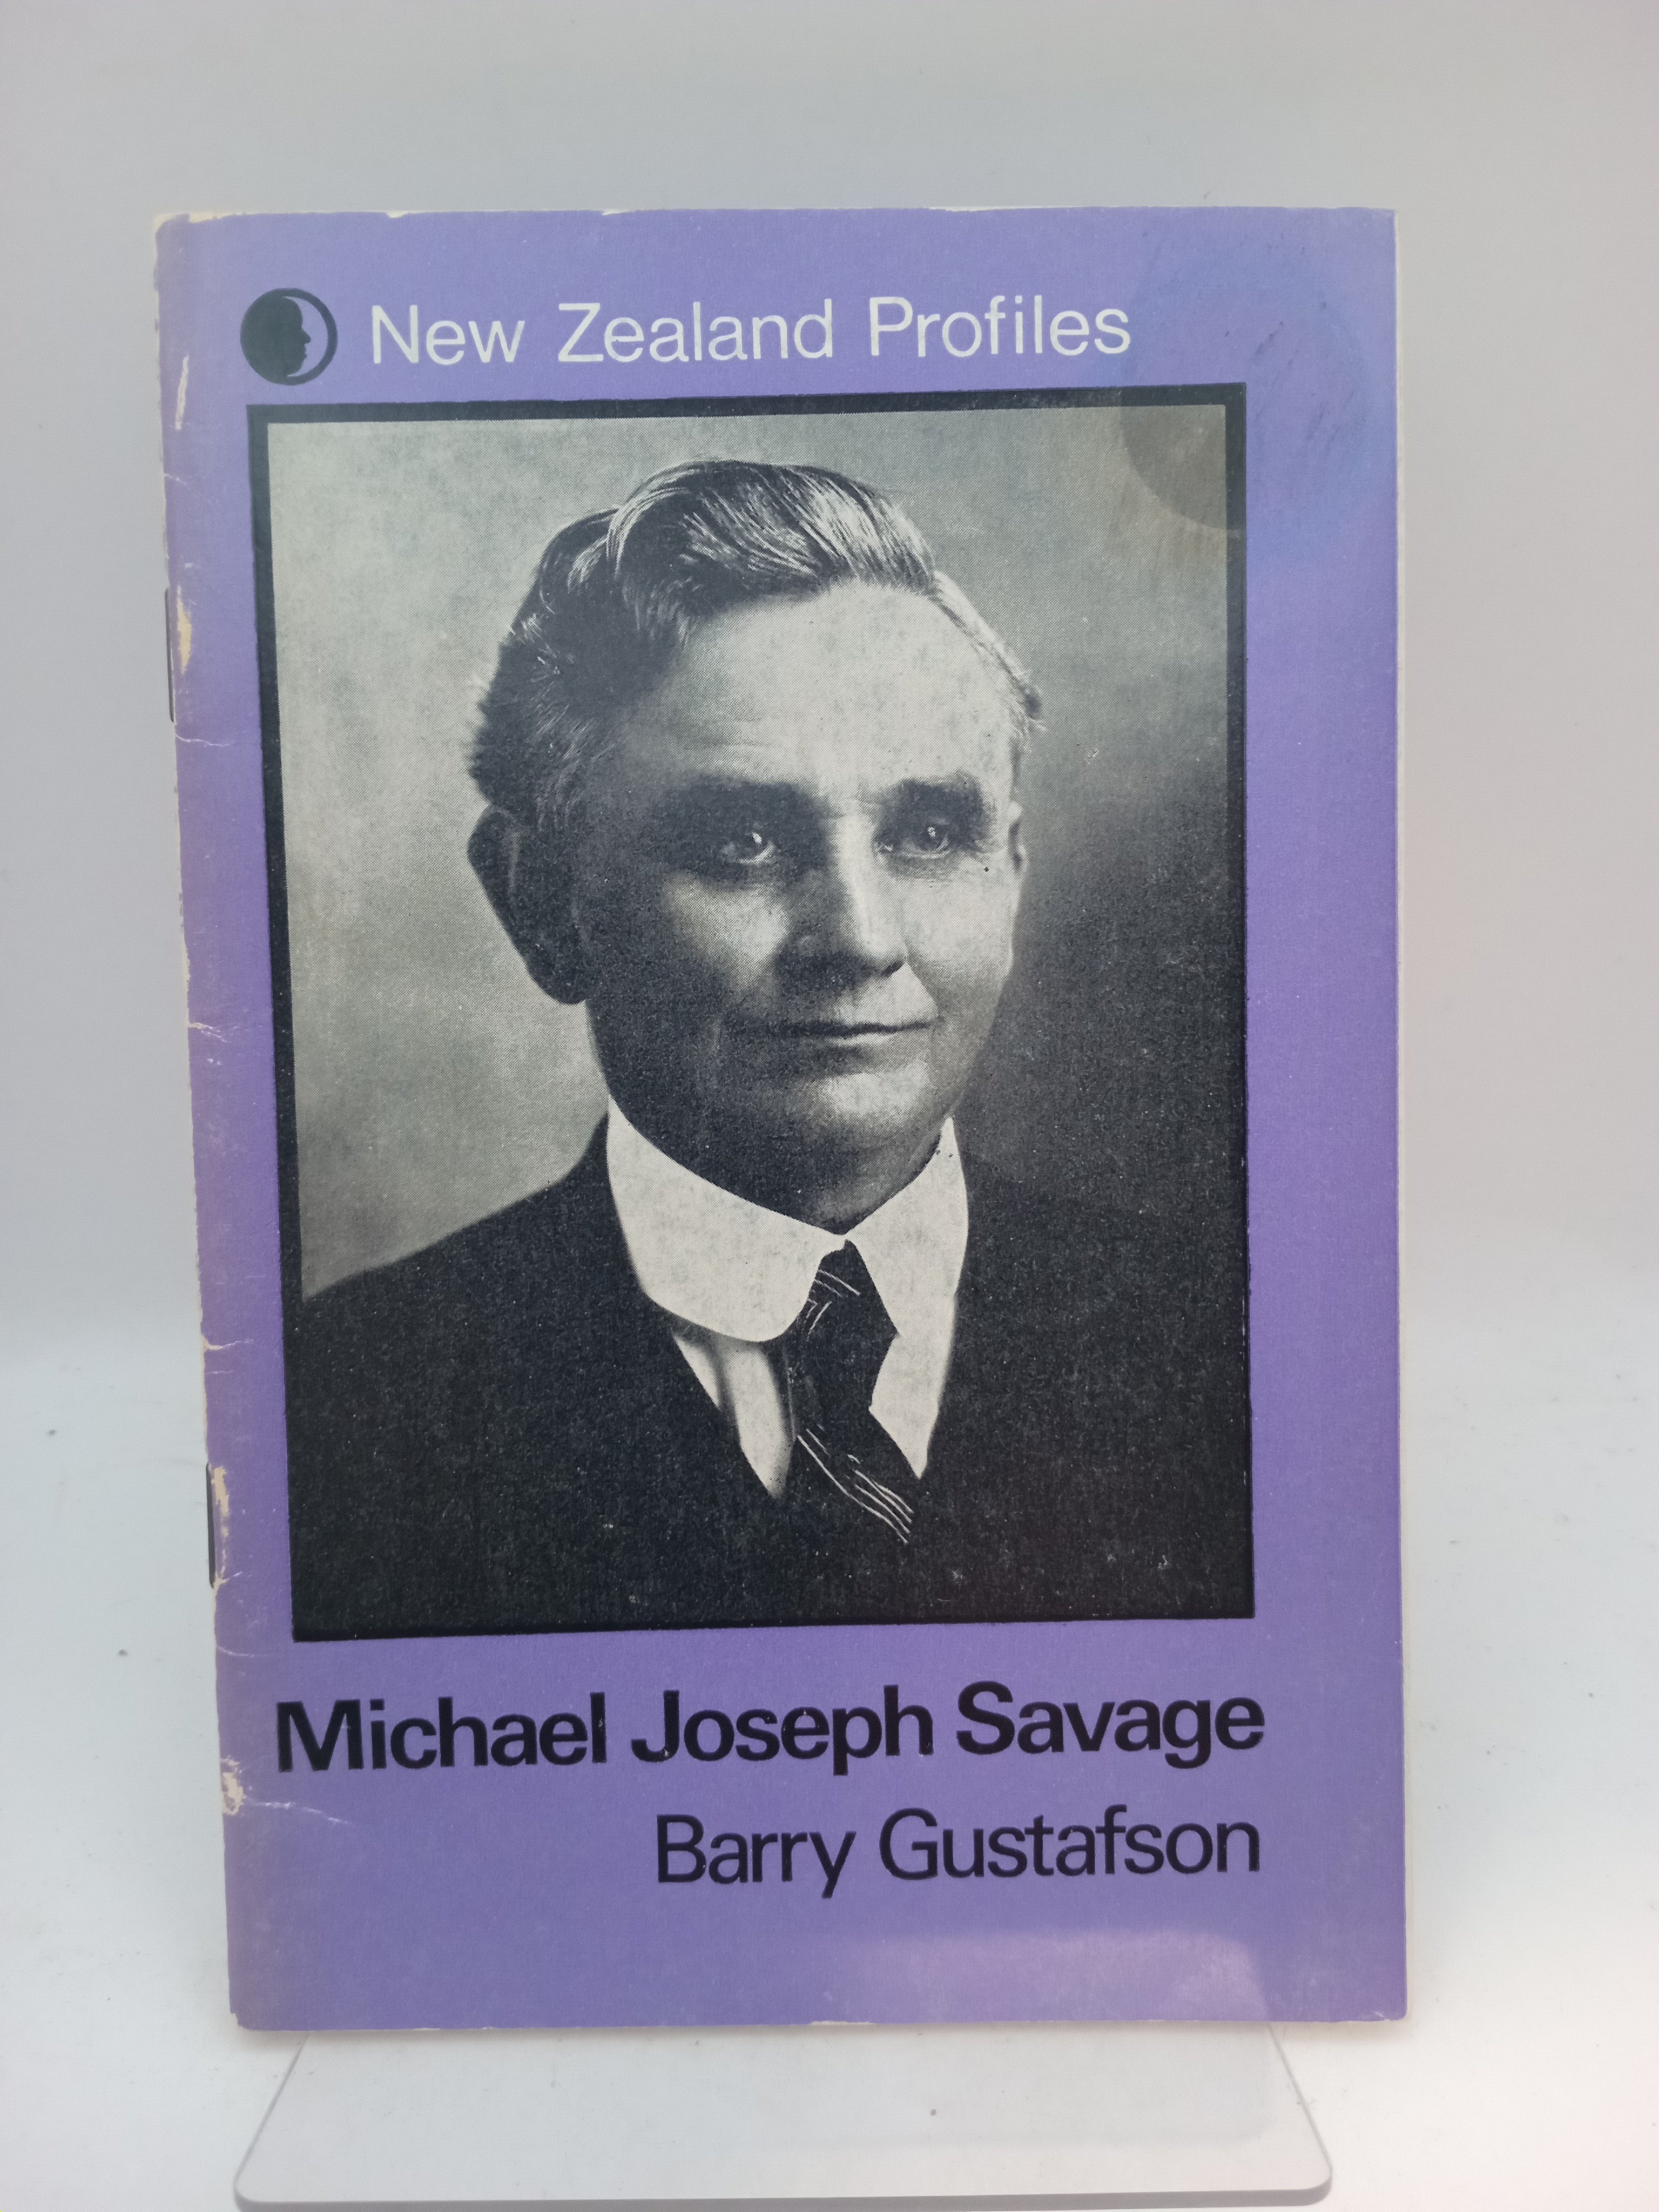 New Zealand Profiles
Michael Joseph Savage
Barry Gustafson